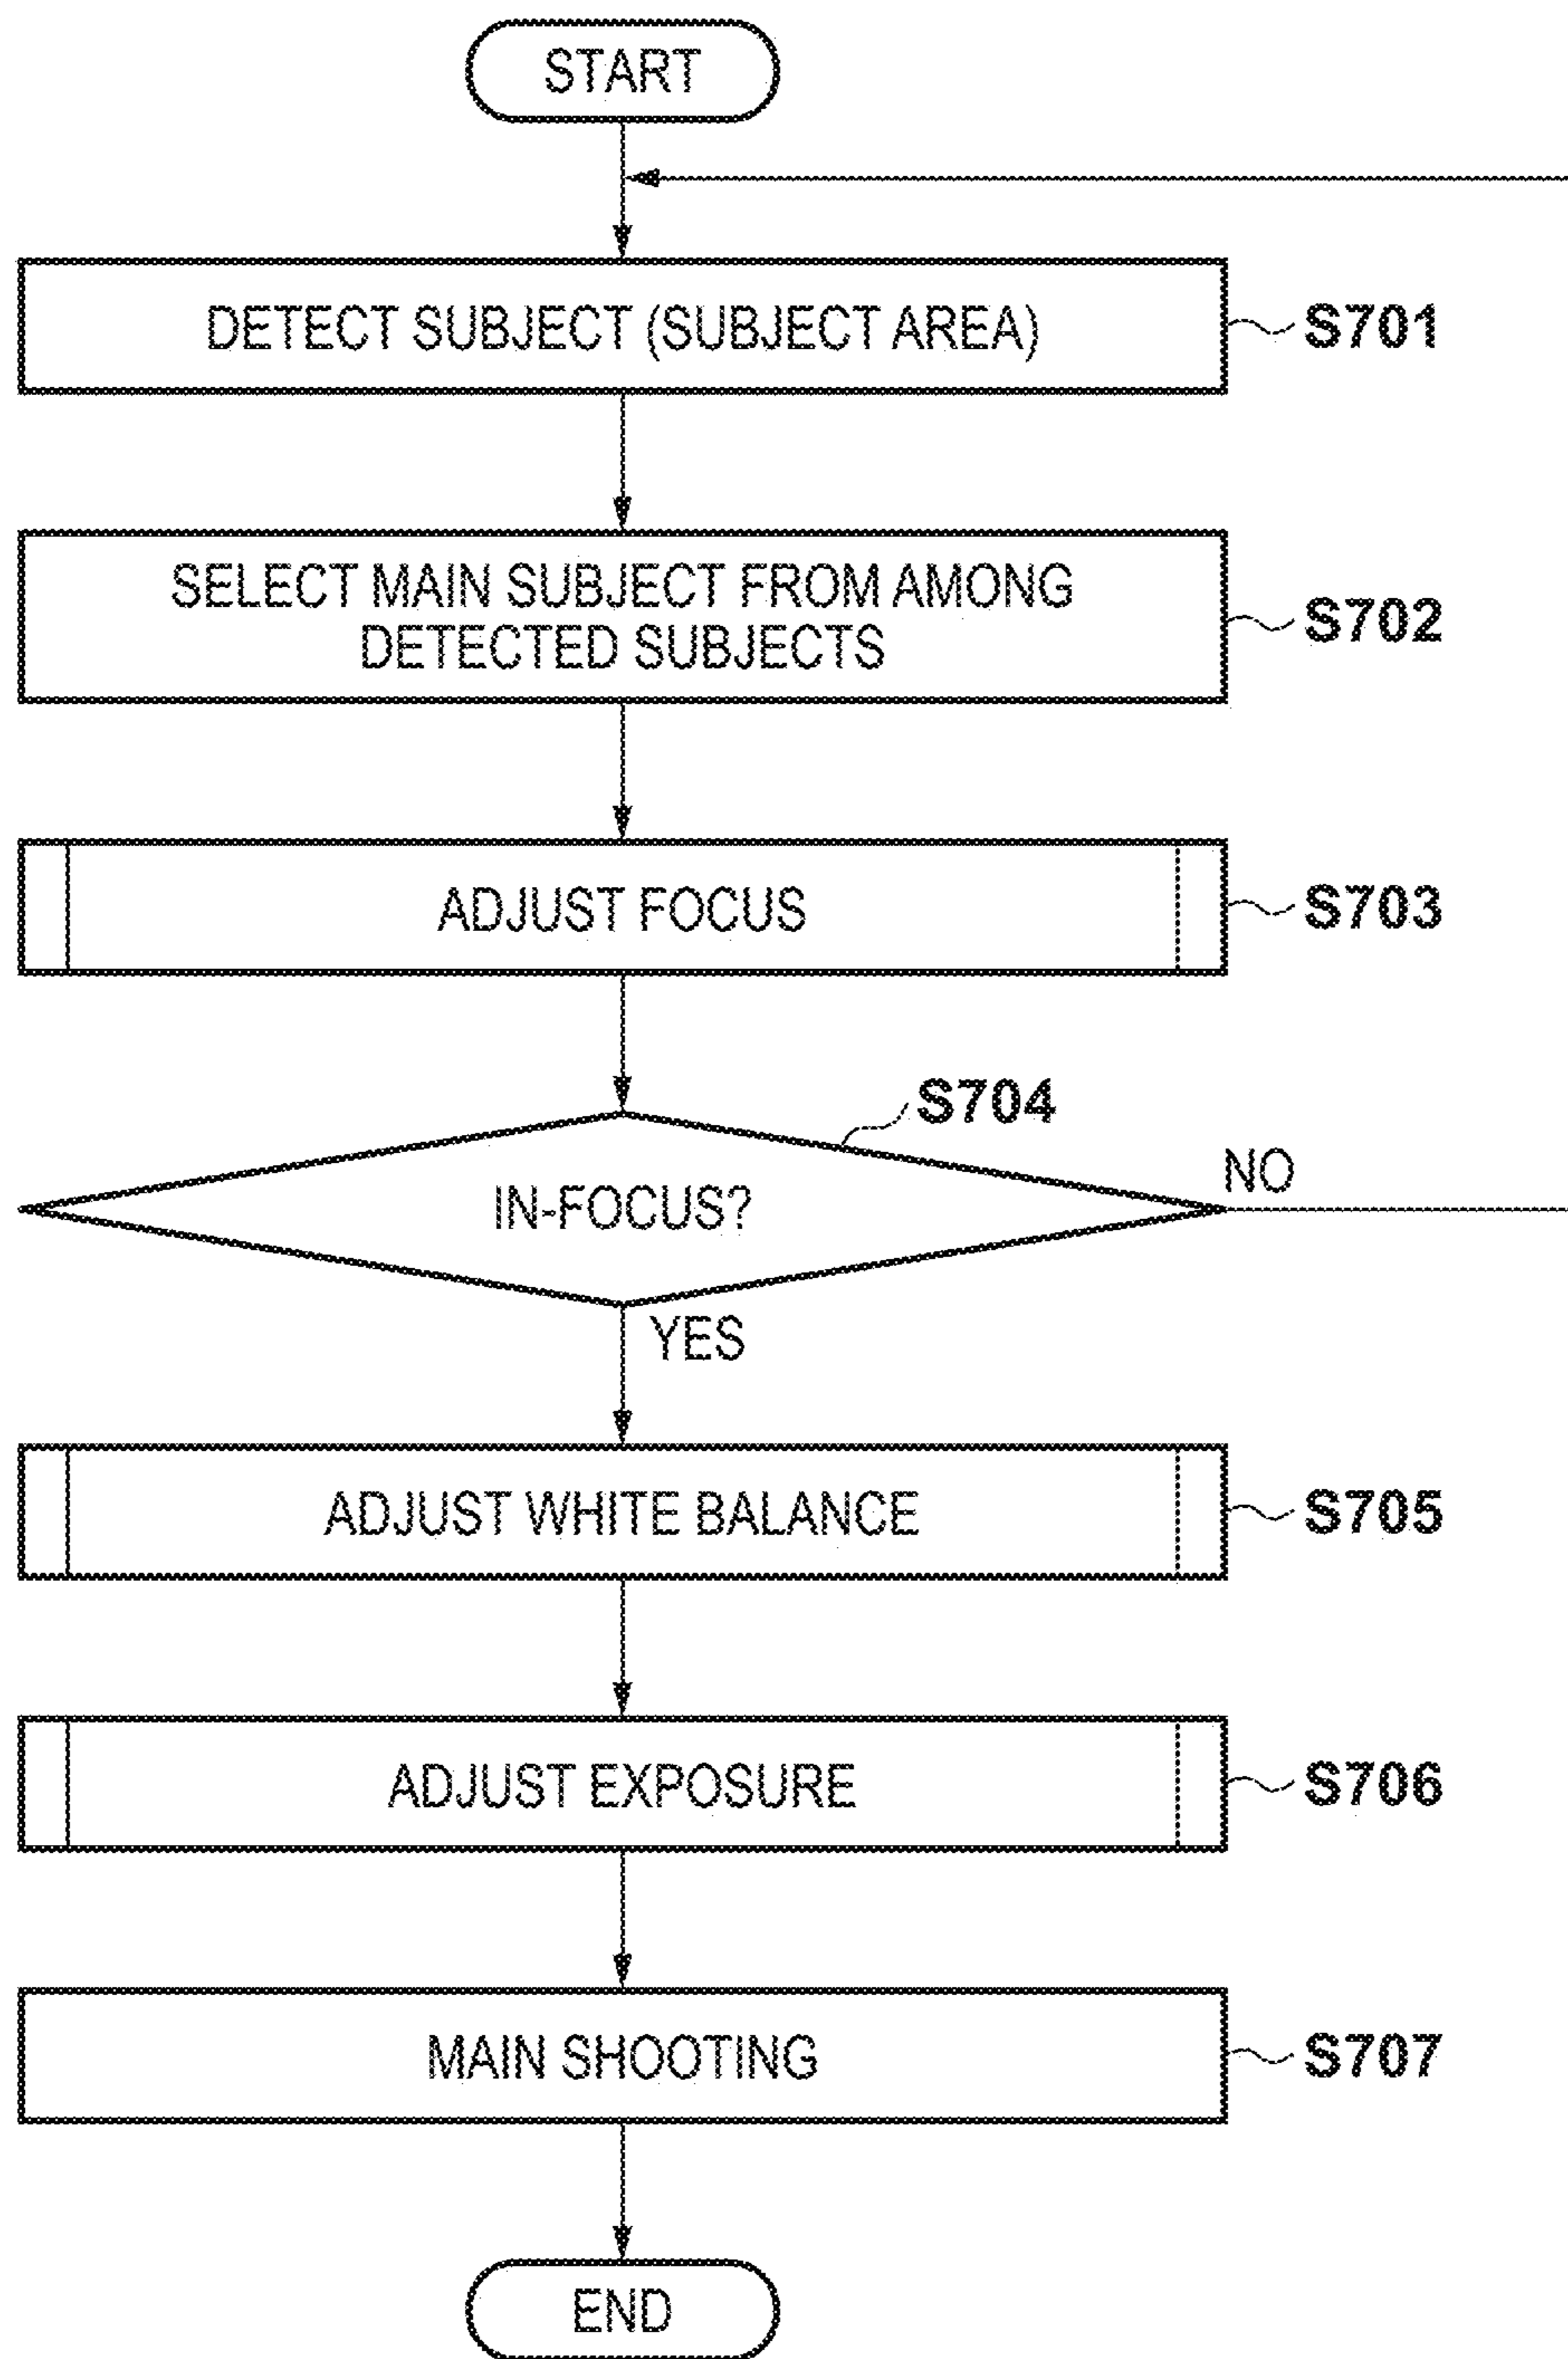 START
DETECT SUBJECT (SUBJECT AREA)
S701
SELECT MAIN SUBJECT FROM AMONG
DETECTED SUBJECTS
S702
ADJUST FOCUS
S703
S704
IN-FOCUS?
NO
YES
ADJUST WHITE BALANCE
S705
ADJUST EXPOSURE
S706
MAIN SHOOTING
S707
END